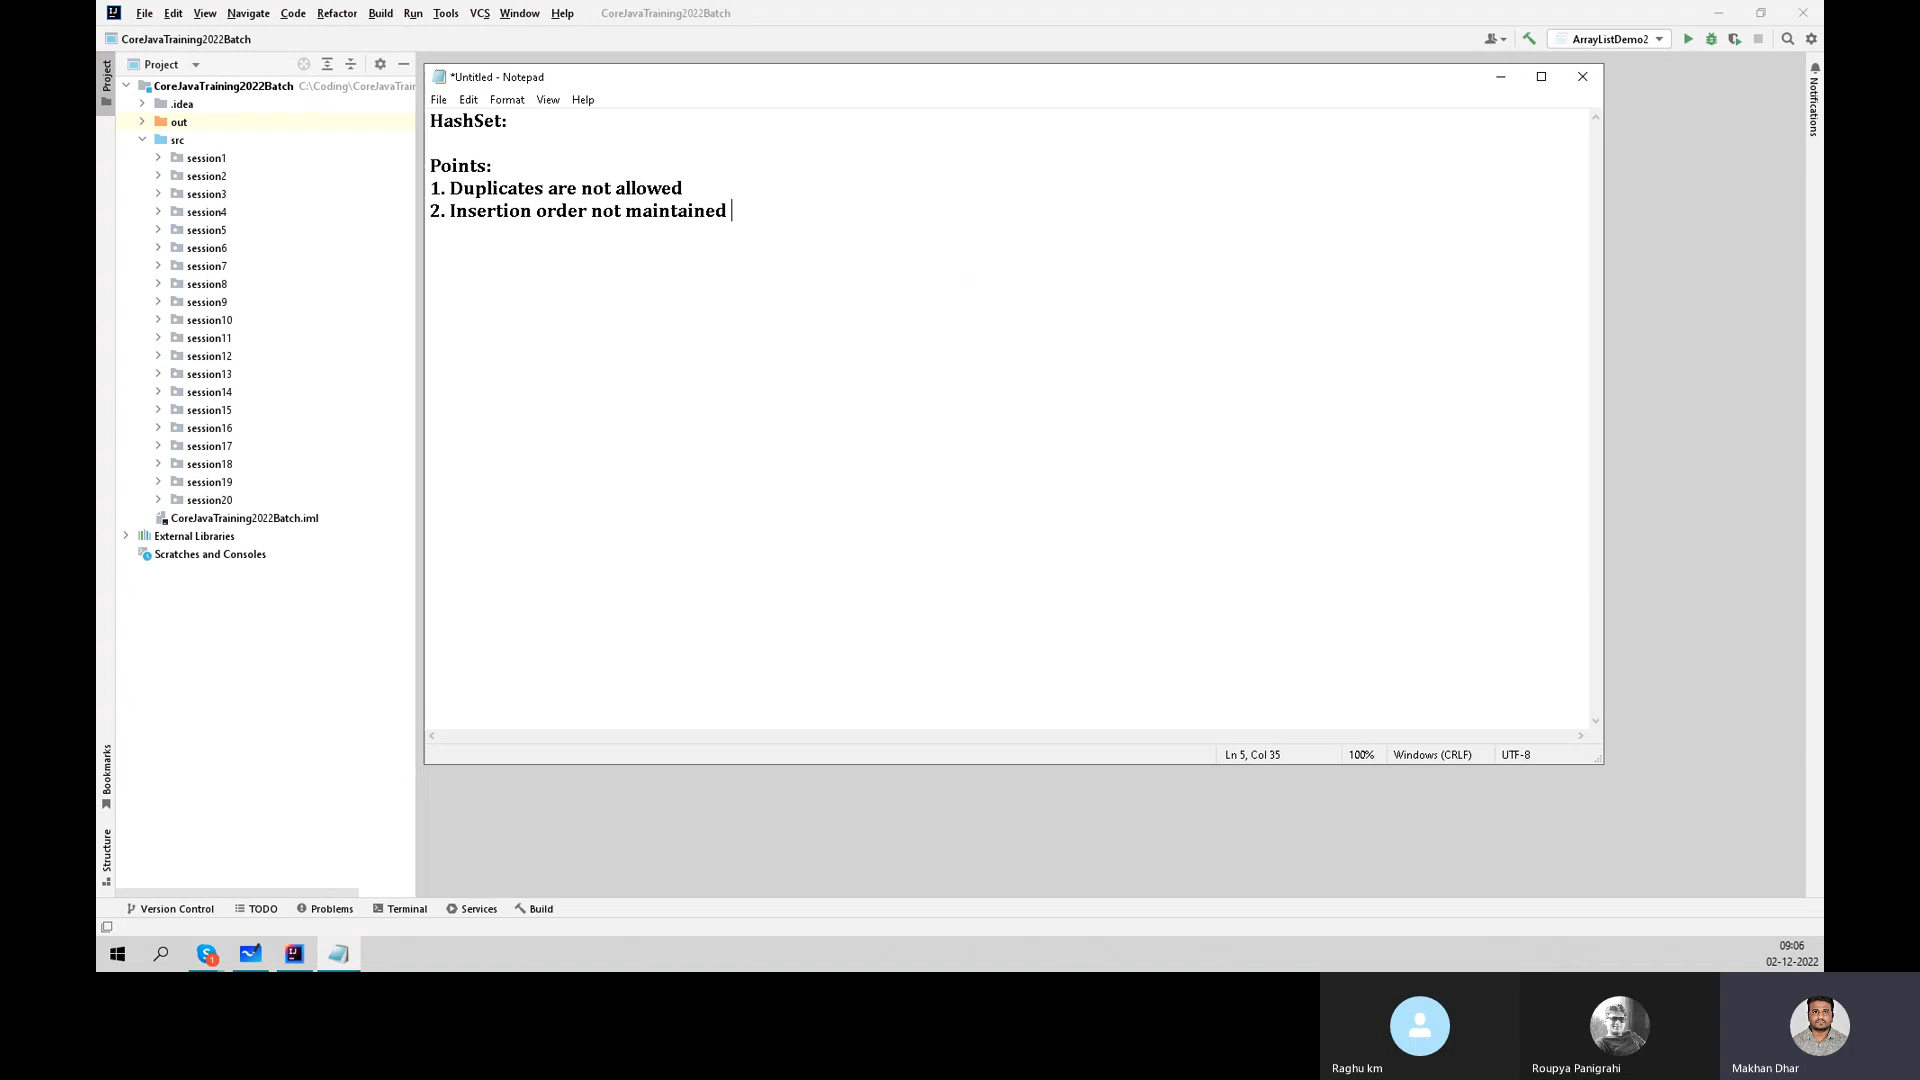 File Edit View Navigate Code Refactor Build Run Tools VCS Window Help CoreJavaTraining2022Batch
CoreJavaTraining2022Batch
ArrayListDemo2
Project
Project
CoreJavaTraining2022Batch C:\Coding\CoreJavaTrair
.idea
out
src
session1
session2
session3
session4
session5
session6
session7
session8
session9
session10
session11
session12
session13
session14
session15
session16
session17
session18
session19
session20
CoreJavaTraining2022Batch.iml
External Libraries
Scratches and Consoles
*Untitled - Notepad
File Edit Format View Help
HashSet:
Points:
1. Duplicates are not allowed
2. Insertion order not maintained
Ln 5, Col 35 100% Windows (CRLF) UTF-8
Notifications
Bookmarks
Structure
Version Control TODO Problems Terminal Services Build
1
09:06
02-12-2022
Raghu km
Roupya Panigrahi
Makhan Dhar